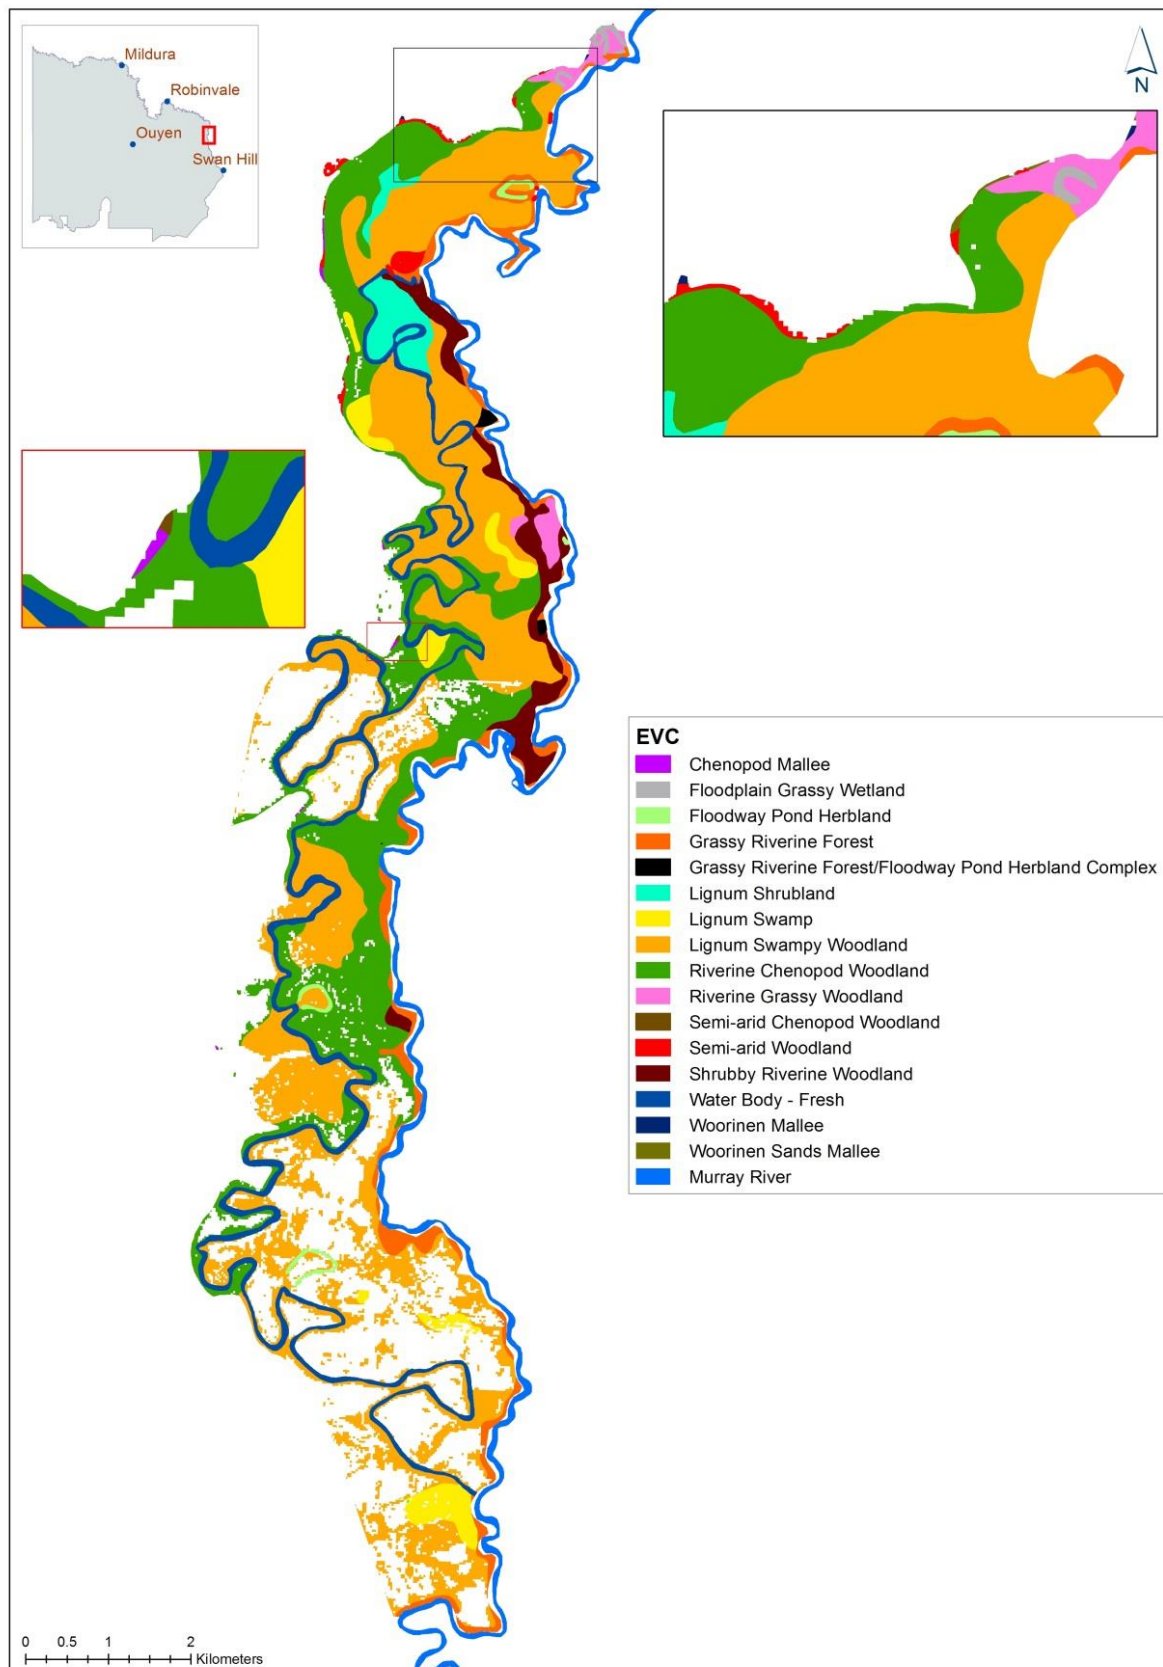 Mildura
Robinvale
Ouyen
Swan Hill
N
EVC
Chenopod Mallee
Floodplain Grassy Wetland
Floodway Pond Herbland
Grassy Riverine Forest
Grassy Riverine Forest/Floodway Pond Herbland Complex
Lignum Shrubland
Lignum Swamp
Lignum Swampy Woodland
Riverine Chenopod Woodland
Riverine Grassy Woodland
Semi-arid Chenopod Woodland
Semi-arid Woodland
Shrubby Riverine Woodland
Water Body - Fresh
Woorinen Mallee
Woorinen Sands Mallee
Murray River
0 0.5 1 2
Kilometers